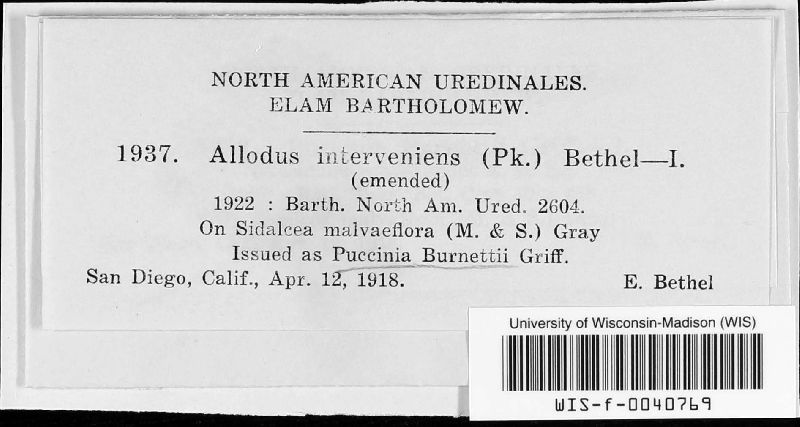 NORTH AMERICAN UREDINALES.
ELAM BARTHOLOMEW.
1937. Allodus interveniens (Pk.) Bethel—I.
(emended)
1922 : Barth. North Am. Ured. 2604.
On Sidalcea malvaeflora (M. & S.) Gray
Issued as Puccinia Burnettii Griff.
San Diego, Calif., Apr. 12, 1918. E. Bethel
University of Wisconsin-Madison (WIS)
WIS-f-0040769